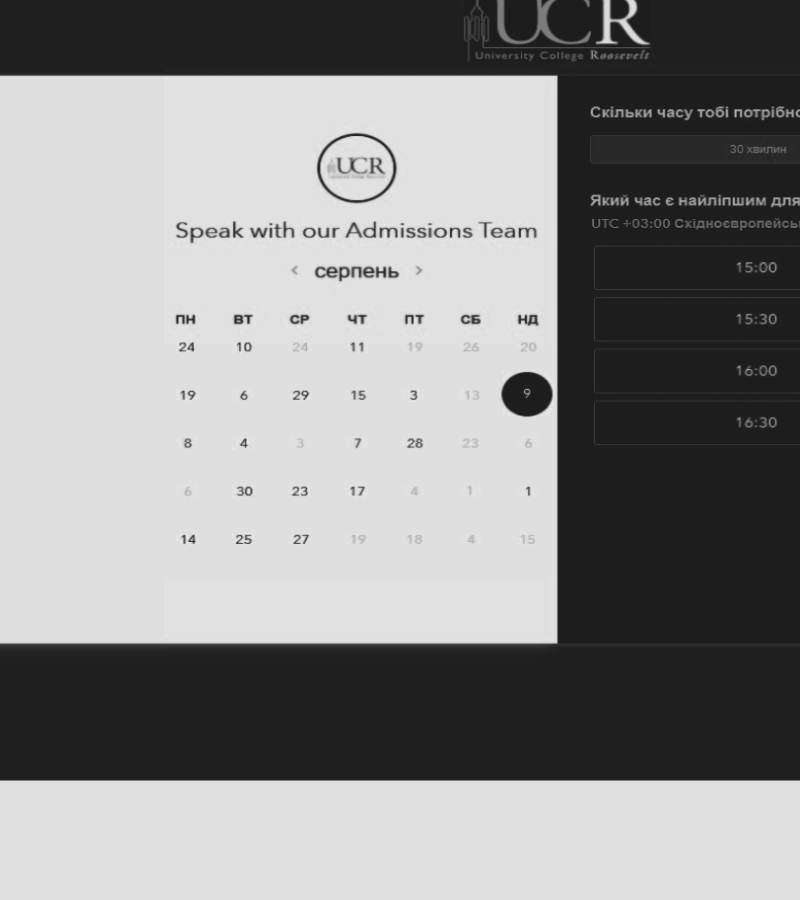 UCR
University College Roosevelt
UCR
Speak with our Admissions Team
< серпень >
ПН ВТ СР ЧТ ПТ СБ НД
24 10 24 11 19 26 20
19 6 29 15 3 13 9
8 4 3 7 28 23 6
6 30 23 17 4 1 1
14 25 27 19 18 4 15
Скільки часу тобі потрібно
30 хвилин
Який час є найліпшим для
UTC +03:00 Східноєвропейсь
15:00
15:30
16:00
16:30